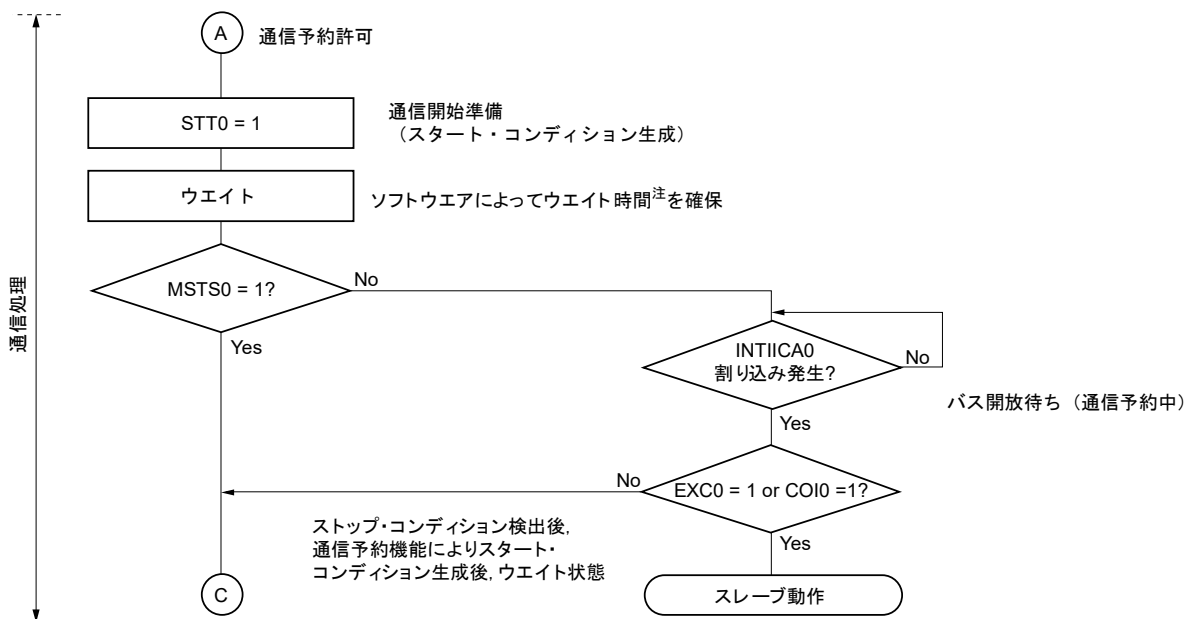 A 通信予約許可
STT0 = 1
通信開始準備
（スタート・コンディション生成）
ウエイト
ソフトウエアによってウエイト時間注を確保
MSTS0 = 1?
No
Yes
通信処理
INTIICA0
割り込み発生?
No
バス開放待ち（通信予約中）
Yes
EXC0 = 1 or COI0 =1?
No
ストップ・コンディション検出後,
通信予約機能によりスタート・
コンディション生成後, ウエイト状態
Yes
C
スレーブ動作